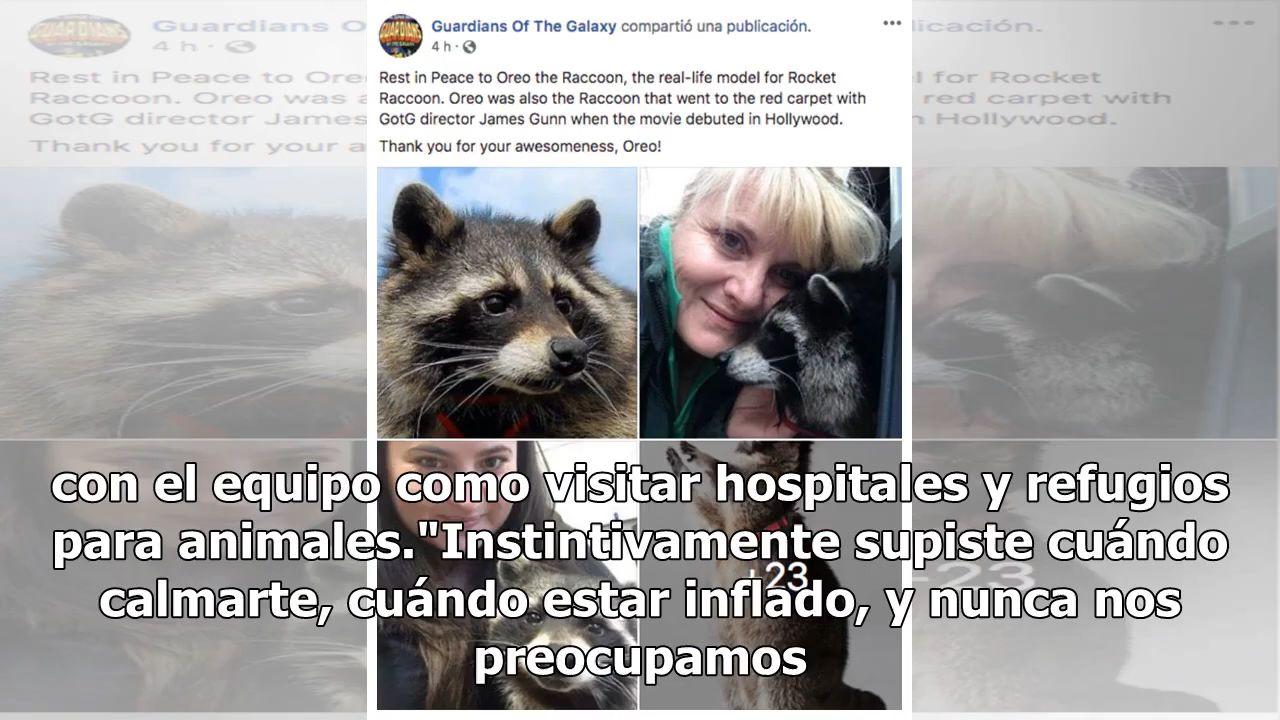 Guardians Of The Galaxy compartió una publicación.
4 h ·
Rest in Peace to Oreo the Raccoon, the real-life model for Rocket
Raccoon. Oreo was also the Raccoon that went to the red carpet with
GotG director James Gunn when the movie debuted in Hollywood.
Thank you for your awesomeness, Oreo!
+23
con el equipo como visitar hospitales y refugios
para animales."Instintivamente supiste cuándo
calmarte, cuándo estar inflado, y nunca nos
preocupamos